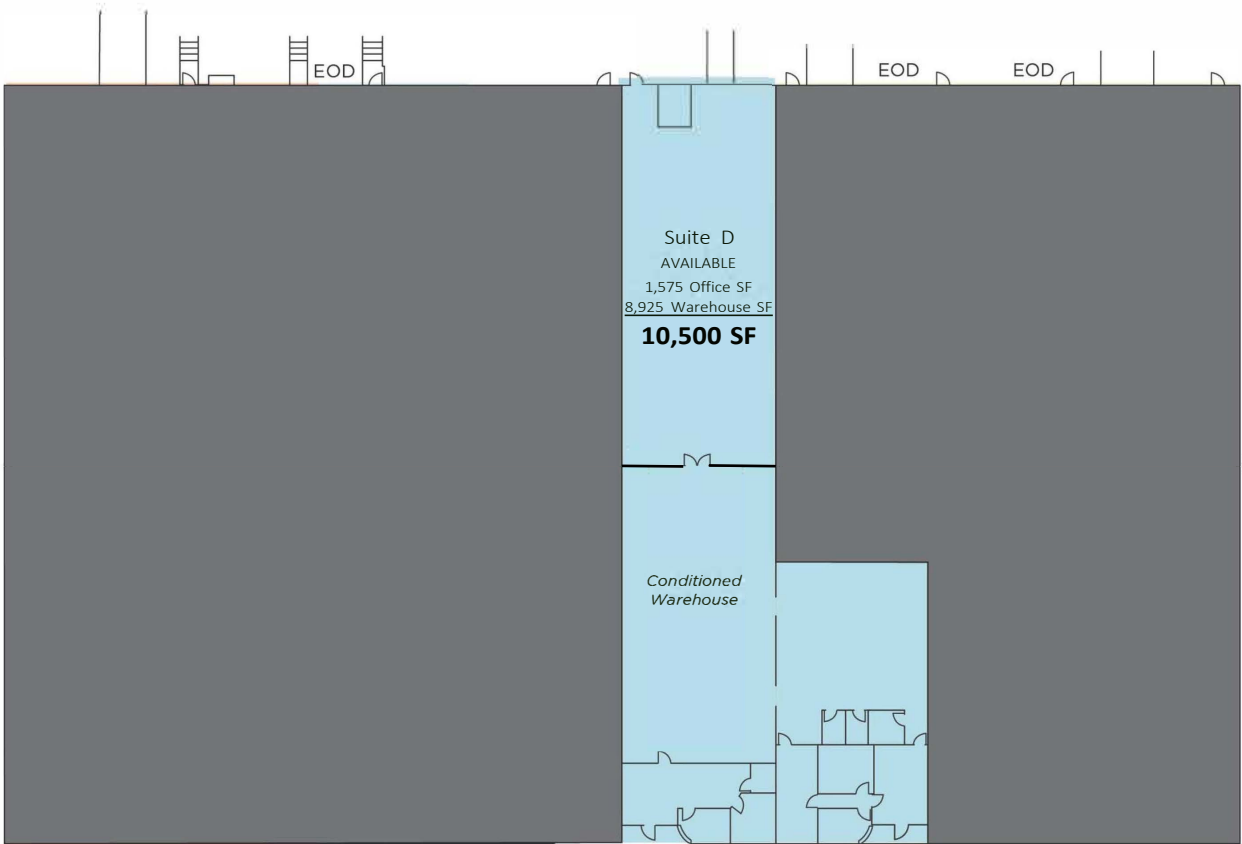 EOD
EOD
EOD
Suite D
AVAILABLE
1,575 Office SF
8,925 Warehouse SF
10,500 SF
Conditioned
Warehouse